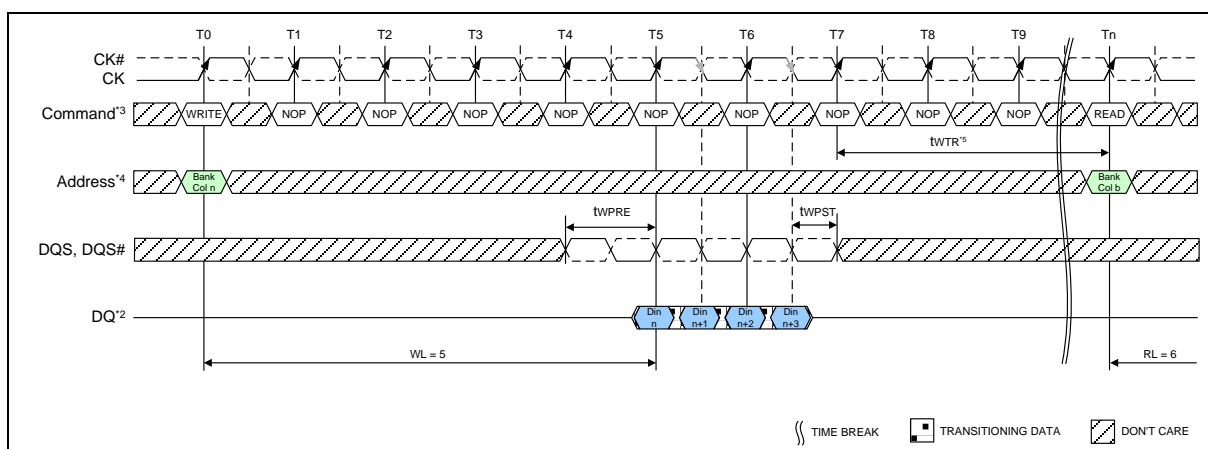 T0 T1 T2 T3 T4 T5 T6 T7 T8 T9 Tn
CK#
CK
Command*3 WRITE NOP NOP NOP NOP NOP NOP NOP NOP NOP READ
tWTR*5
Address*4 Bank Col n Bank Col b
tWPRE tWPST
DQS, DQS#
DQ*2 Din n Din n+1 Din n+2 Din n+3
WL = 5 RL = 6
TIME BREAK TRANSITIONING DATA DON'T CARE